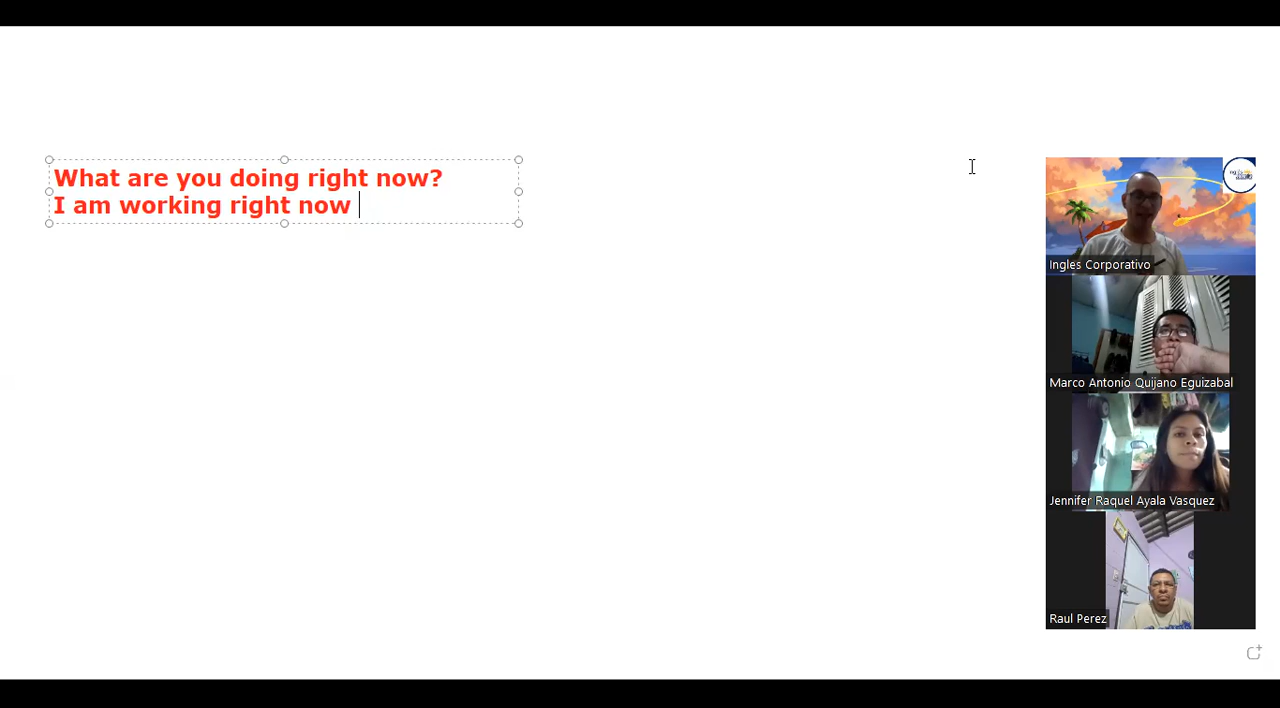 What are you doing right now?
I am working right now
Ingles Corporativo
Marco Antonio Quijano Eguizabal
Jennifer Raquel Ayala Vasquez
Raul Perez